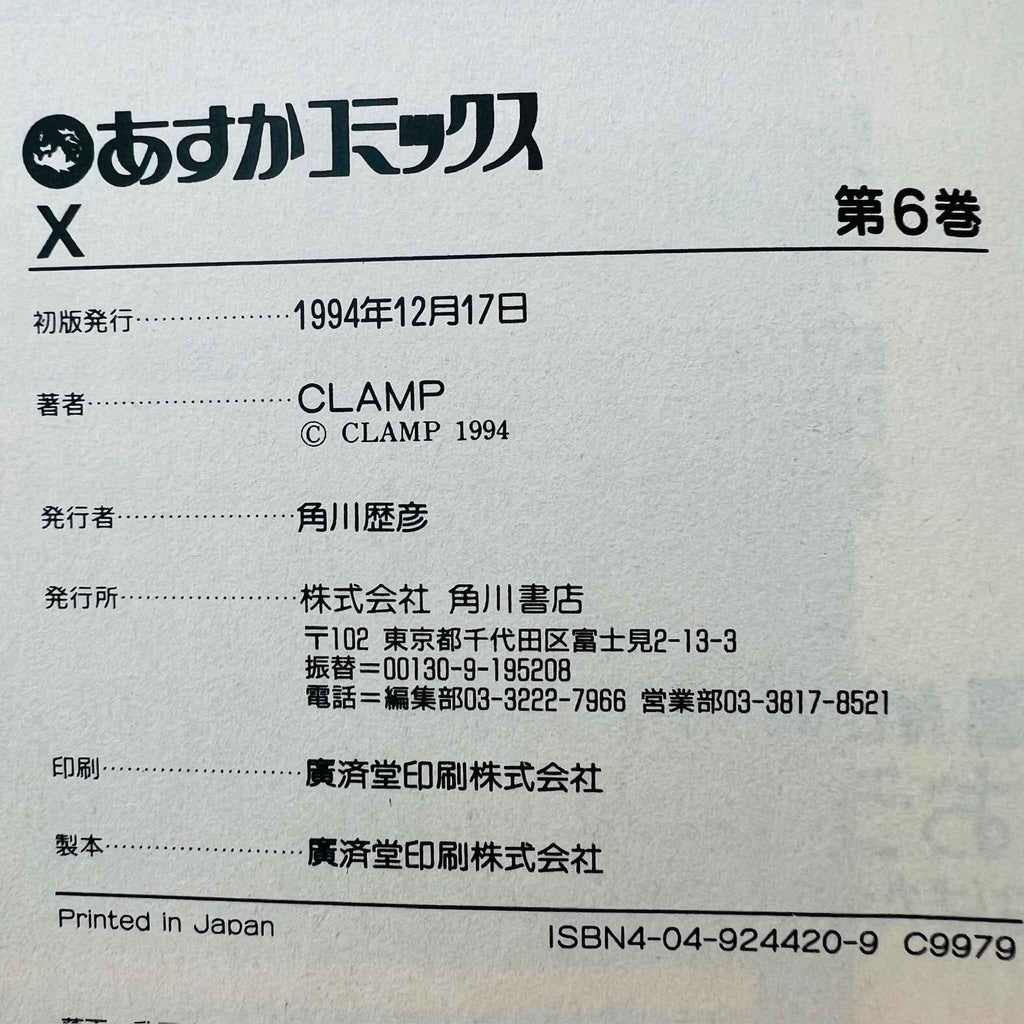 あすかコミックス
X 第6巻
初版発行………………1994年12月17日
著者……………………CLAMP
© CLAMP 1994
発行者…………………角川歴彦
発行所…………………株式会社 角川書店
〒102 東京都千代田区富士見2-13-3
振替=00130-9-195208
電話=編集部03-3222-7966 営業部03-3817-8521
印刷……………………廣済堂印刷株式会社
製本……………………廣済堂印刷株式会社
Printed in Japan ISBN4-04-924420-9 C9979